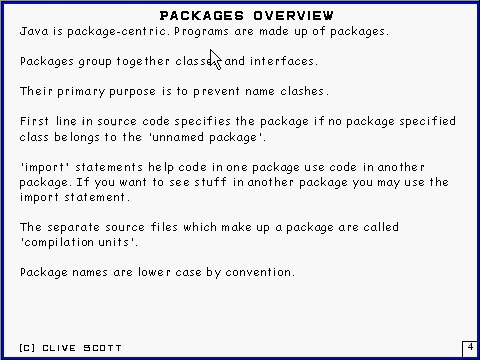 PACKAGES OVERVIEW
Java is package-centric. Programs are made up of packages.
Packages group together classes and interfaces.
Their primary purpose is to prevent name clashes.
First line in source code specifies the package if no package specified
class belongs to the 'unnamed package'.
'import' statements help code in one package use code in another
package. If you want to see stuff in another package you may use the
import statement.
The separate source files which make up a package are called
'compilation units'.
Package names are lower case by convention.
(C) CLIVE SCOTT
4